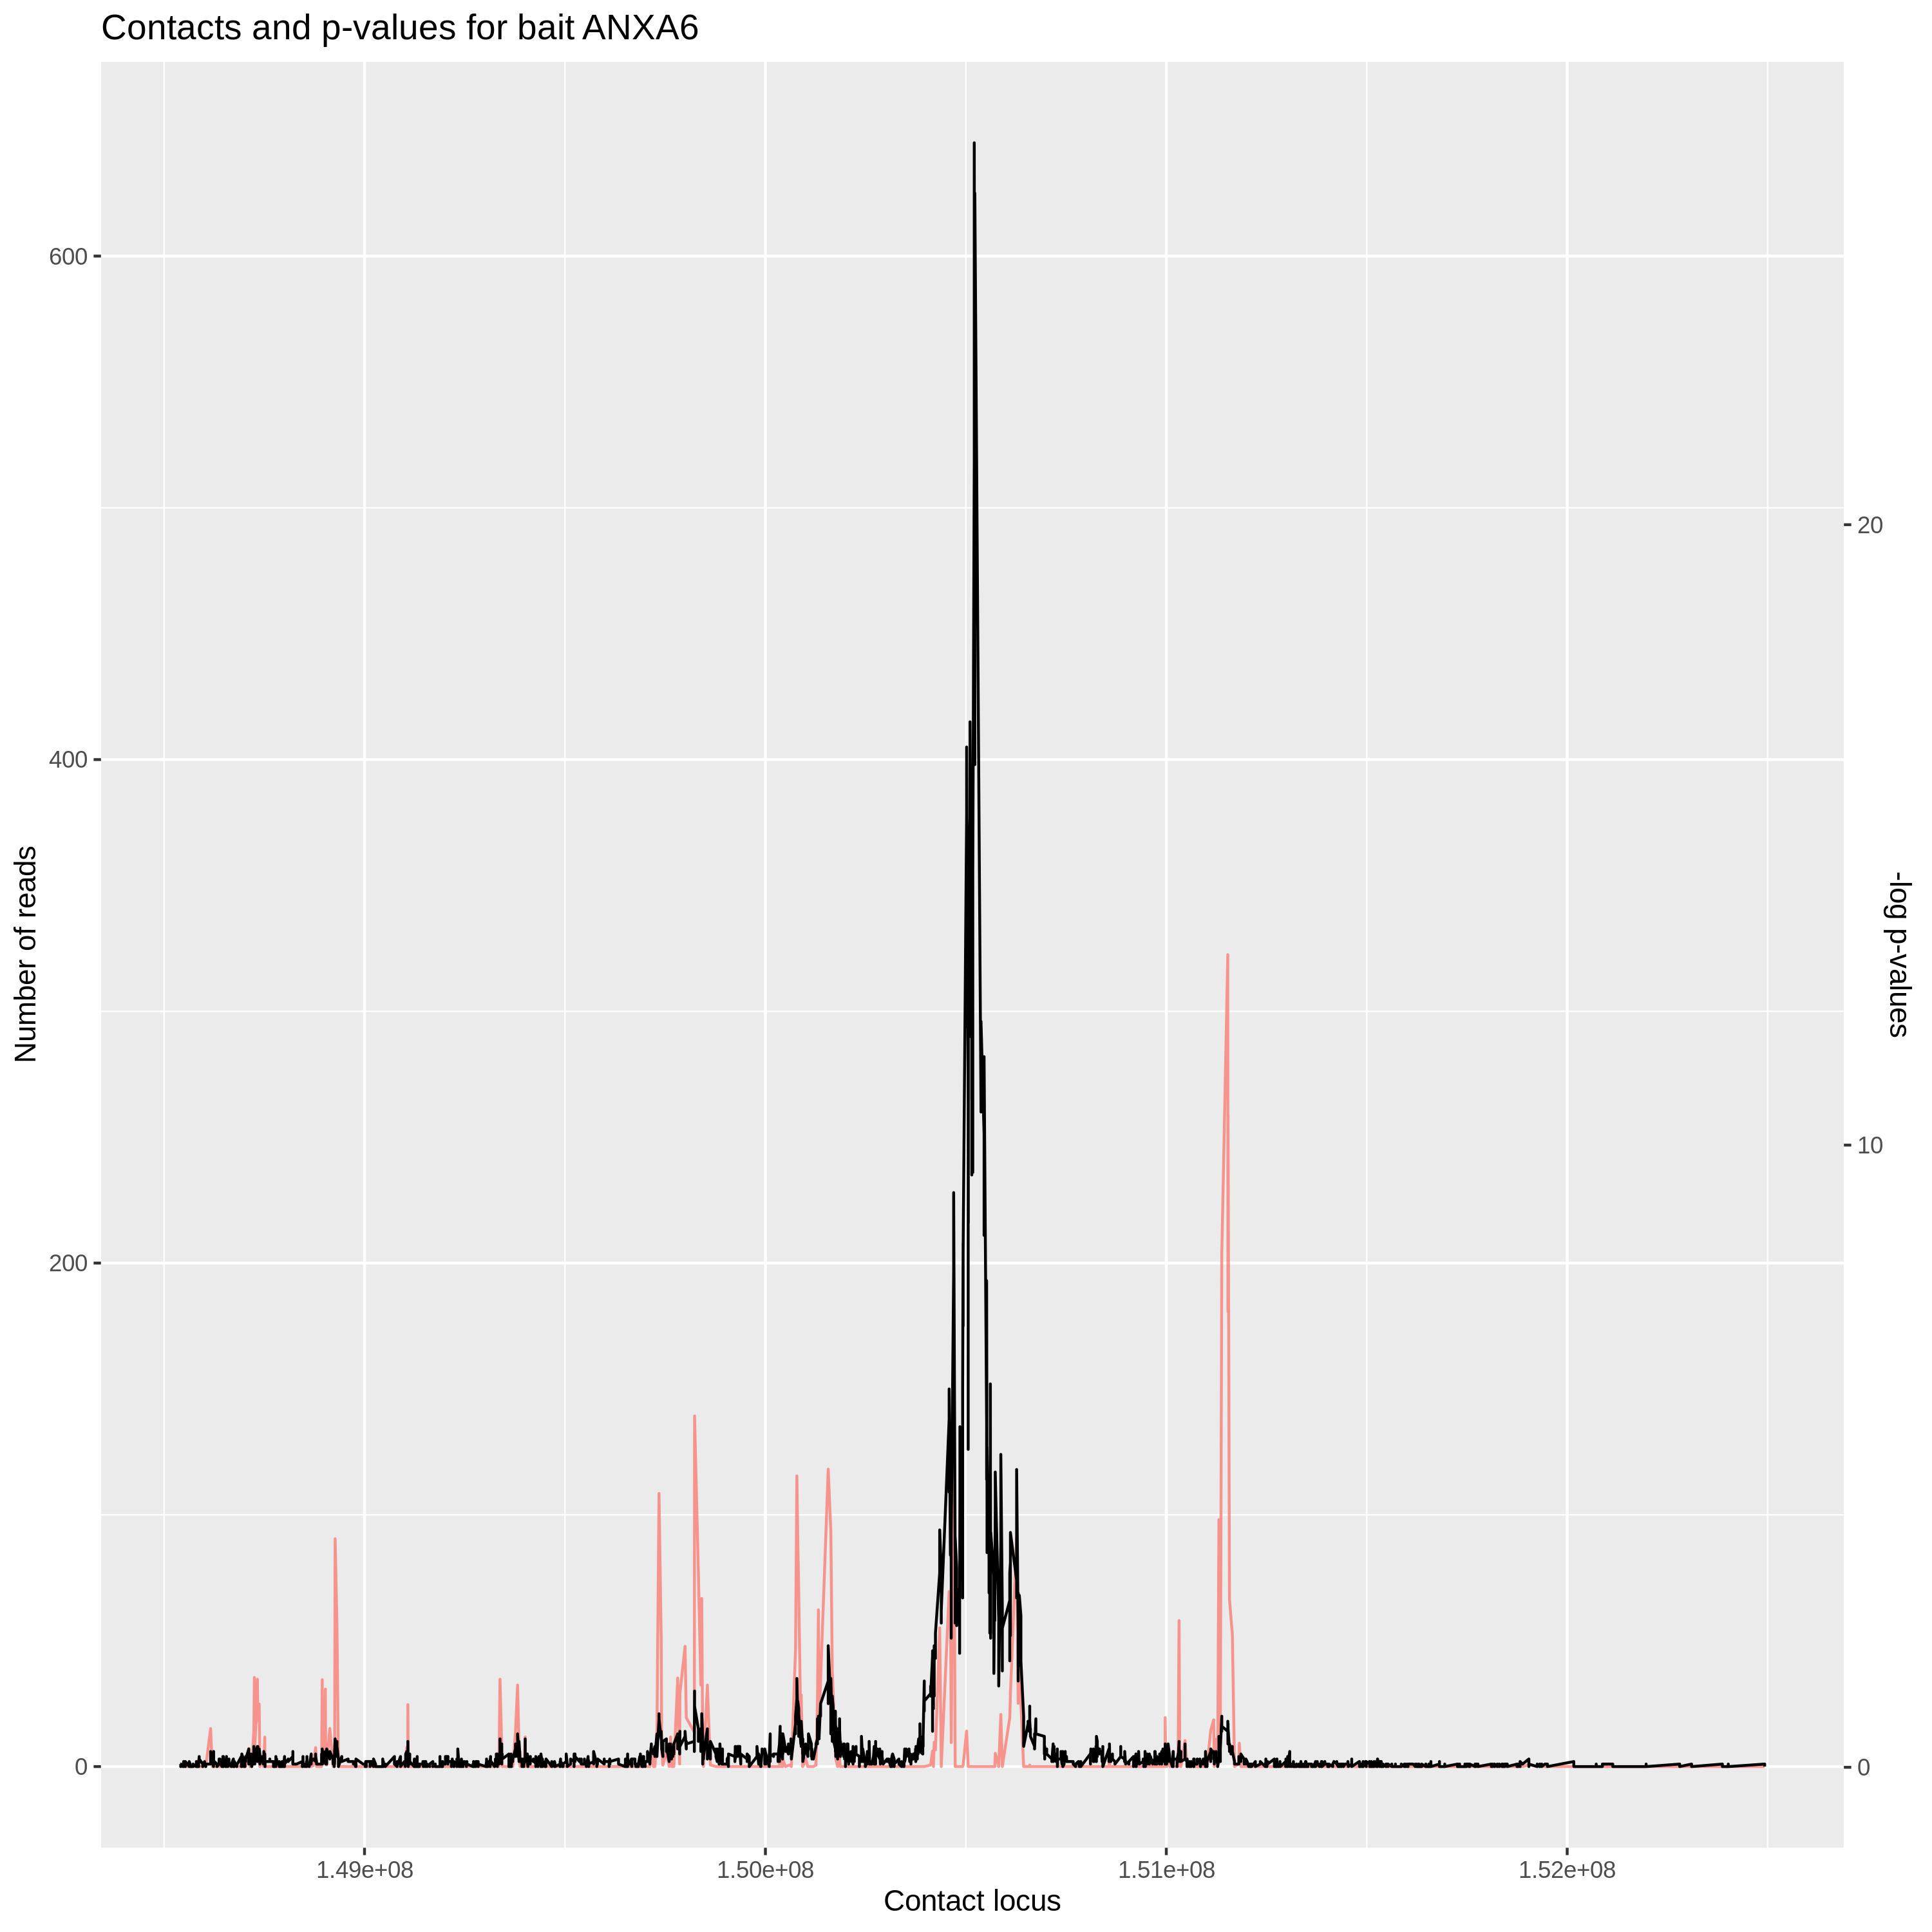 Contacts and p-values for bait ANXA6
600
400
200
0
Number of reads
20
10
0
-log p-values
1.49e+08
1.50e+08
1.51e+08
1.52e+08
Contact locus